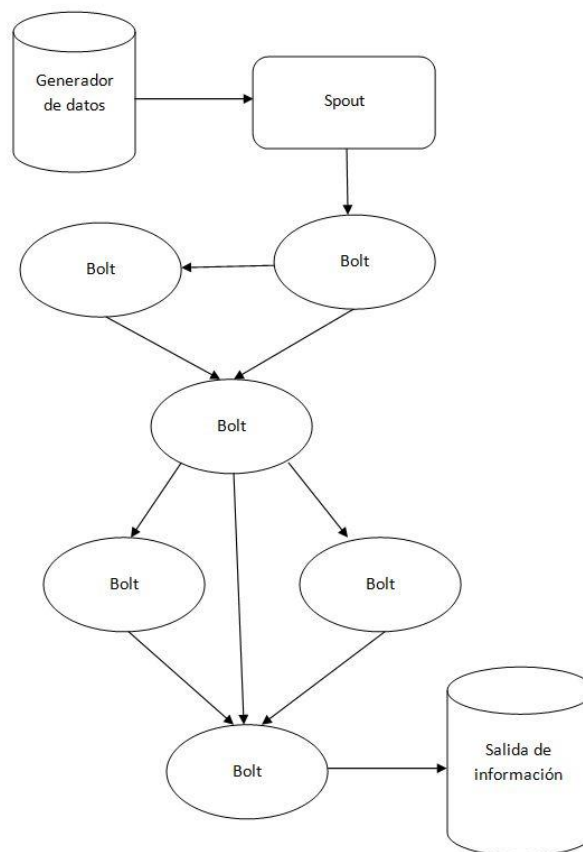 Generador
de datos
Spout
Bolt
Bolt
Bolt
Bolt
Bolt
Bolt
Salida de
información